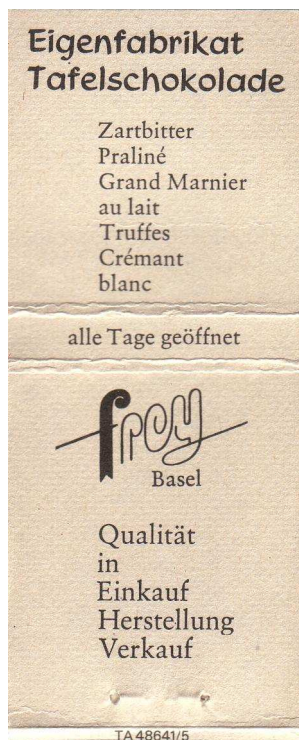 Eigenfabrikat
Tafelschokolade
Zartbitter
Praliné
Grand Marnier
au lait
Truffes
Crémant
blanc
alle Tage geöffnet
frey
Basel
Qualität
in
Einkauf
Herstellung
Verkauf
TA 48641/5